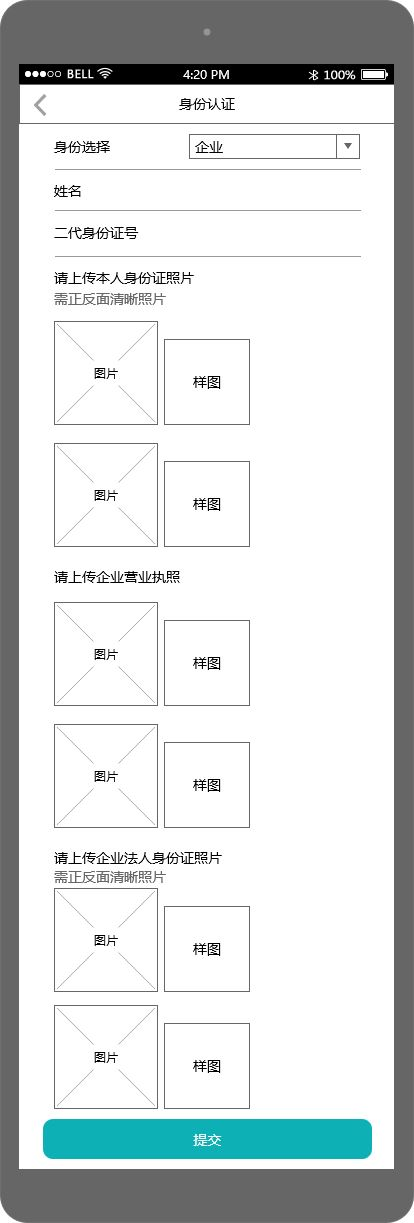 BELL 4:20 PM 100%
身份认证
身份选择 企业
姓名
二代身份证号
请上传本人身份证照片
需正反面清晰照片
图片 样图
图片 样图
请上传企业营业执照
图片 样图
图片 样图
请上传企业法人身份证照片
需正反面清晰照片
图片 样图
图片 样图
提交